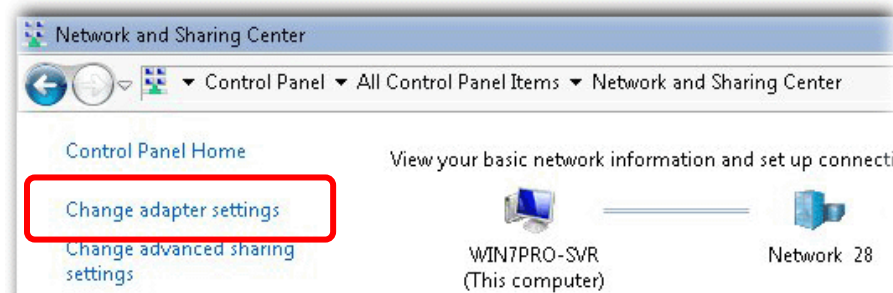 Network and Sharing Center
Control Panel All Control Panel Items Network and Sharing Center
Control Panel Home
View your basic network information and set up connecti
Change adapter settings
Change advanced sharing
settings
WIN7PRO-SVR
(This computer)
Network 28